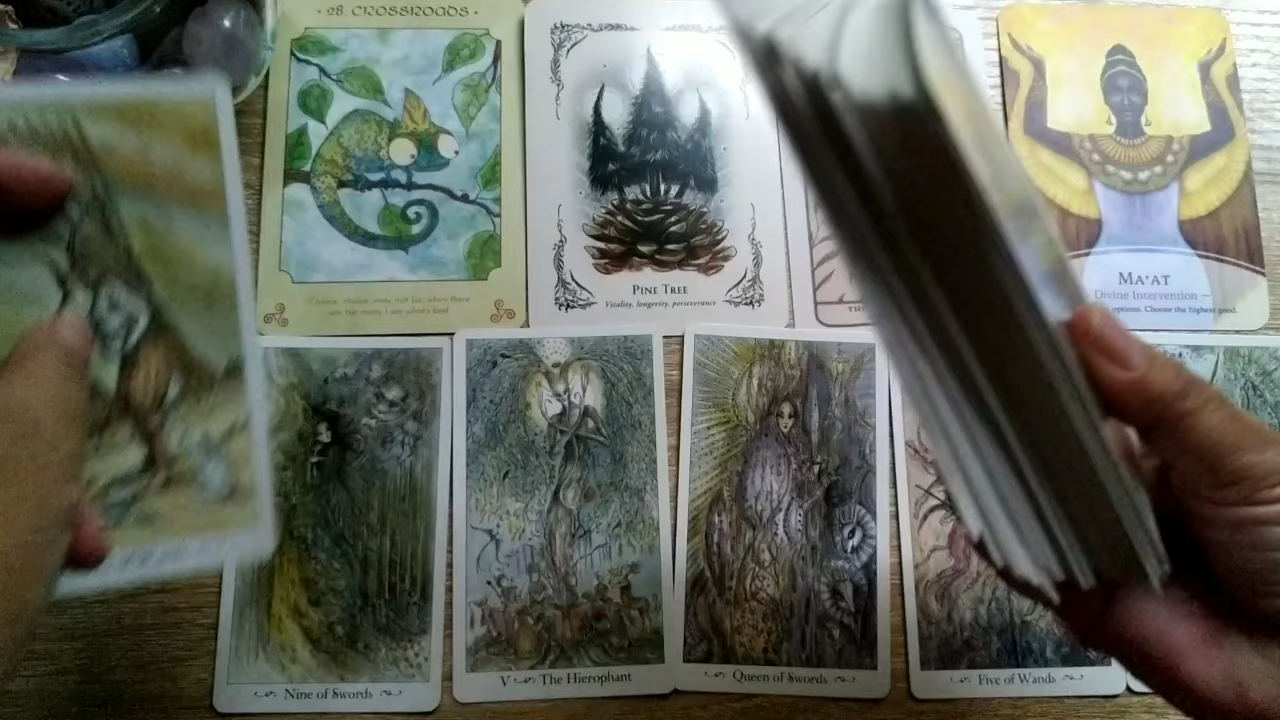 28. CROSSROADS
PINE TREE
Vitality, longevity, perseverance
MA'AT
Divine Intervention ~
options. Choose the highest good.
Nine of Swords
V The Hierophant
Queen of Swords
Five of Wands